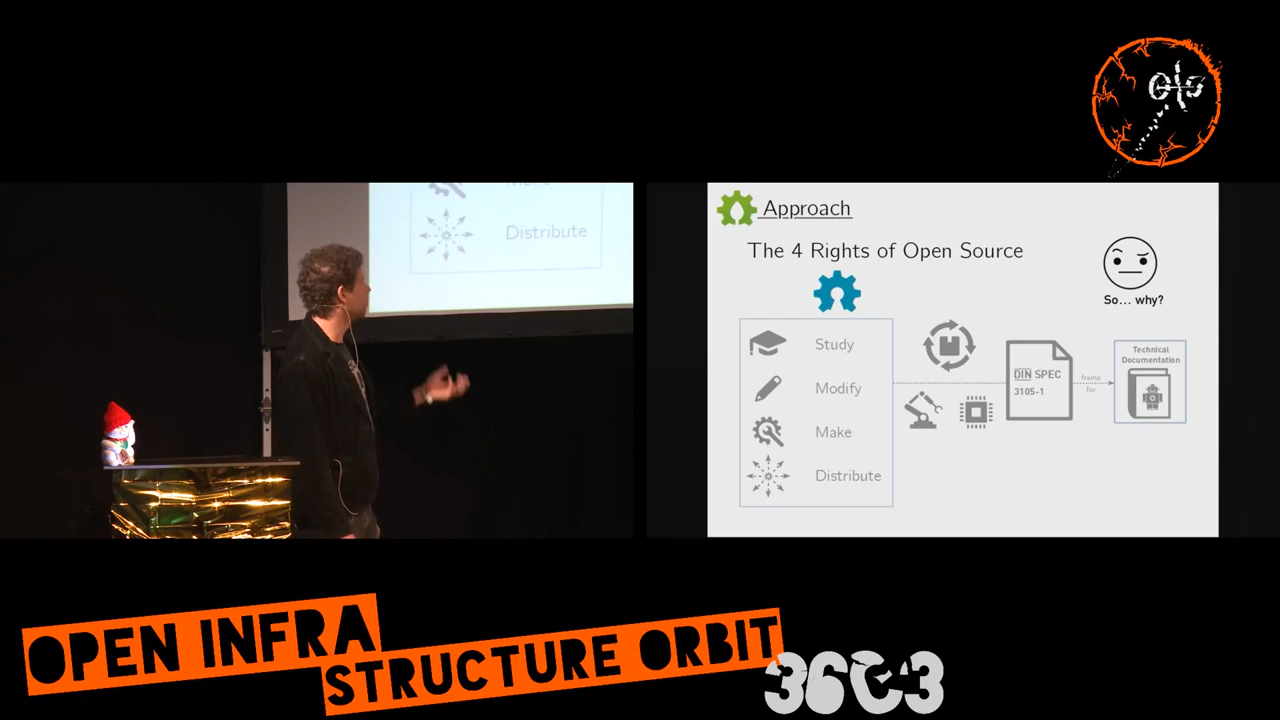 oio
Distribute
Approach
The 4 Rights of Open Source
So... why?
Study
Modify
Make
Distribute
DIN SPEC
3105-1
frame
for
Technical
Documentation
OPEN INFRA
STRUCTURE ORBIT
36C3